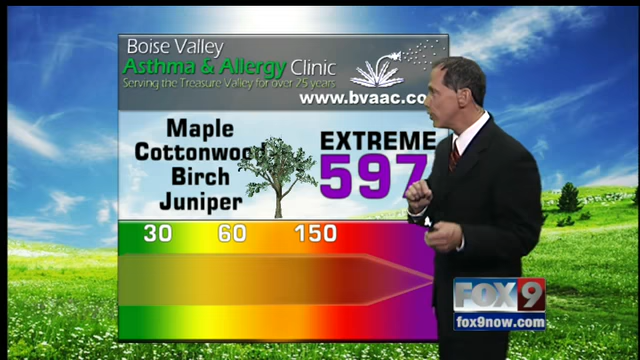 Boise Valley
Asthma & Allergy Clinic
Serving the Treasure Valley for over 75 years
www.bvaac.co
Maple
Cottonwood
Birch
Juniper
EXTREME
597
30 60 150
FOX 9
fox9now.com